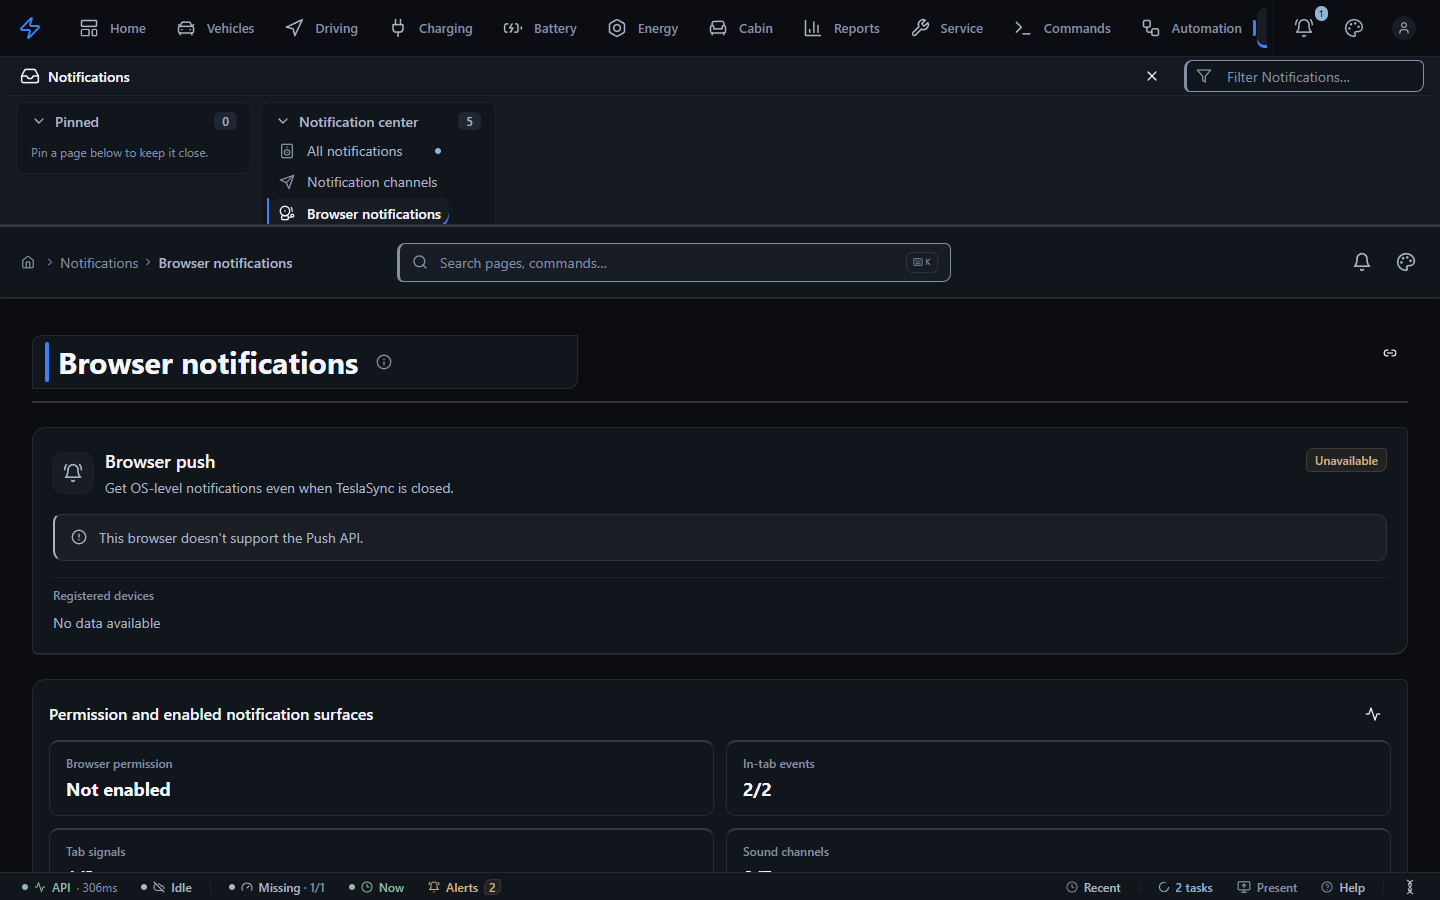 Home Vehicles Driving Charging Battery Energy Cabin Reports Service Commands Automation 1
Notifications
Filter Notifications...
Pinned 0
Pin a page below to keep it close.
Notification center 5
All notifications
Notification channels
Browser notifications
Notifications Browser notifications
Search pages, commands...
K
Browser notifications
Browser push
Get OS-level notifications even when TeslaSync is closed.
Unavailable
This browser doesn't support the Push API.
Registered devices
No data available
Permission and enabled notification surfaces
Browser permission
Not enabled
In-tab events
2/2
Tab signals
Sound channels
API · 306ms Idle Missing · 1/1 Now Alerts 2 Recent 2 tasks Present Help